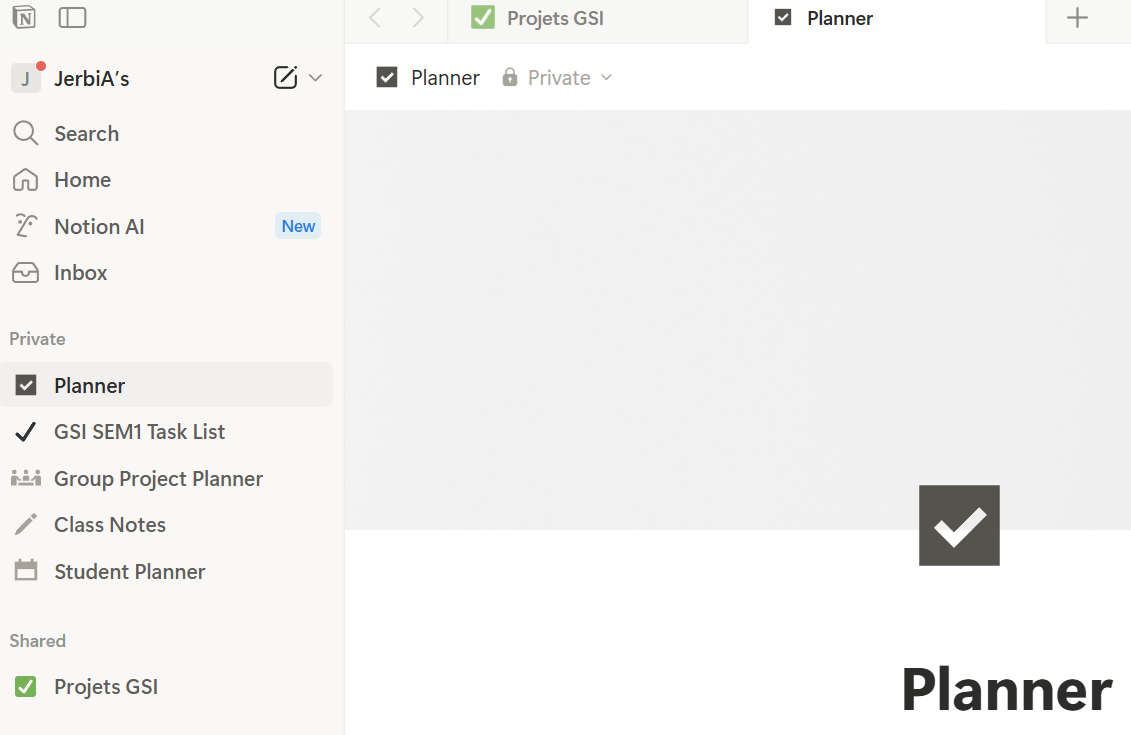 Projets GSI
Planner
J
JerbiA's
Planner
Private
Search
Home
Notion AI
New
Inbox
Private
Planner
GSI SEM1 Task List
Group Project Planner
Class Notes
Student Planner
Shared
Projets GSI
Planner